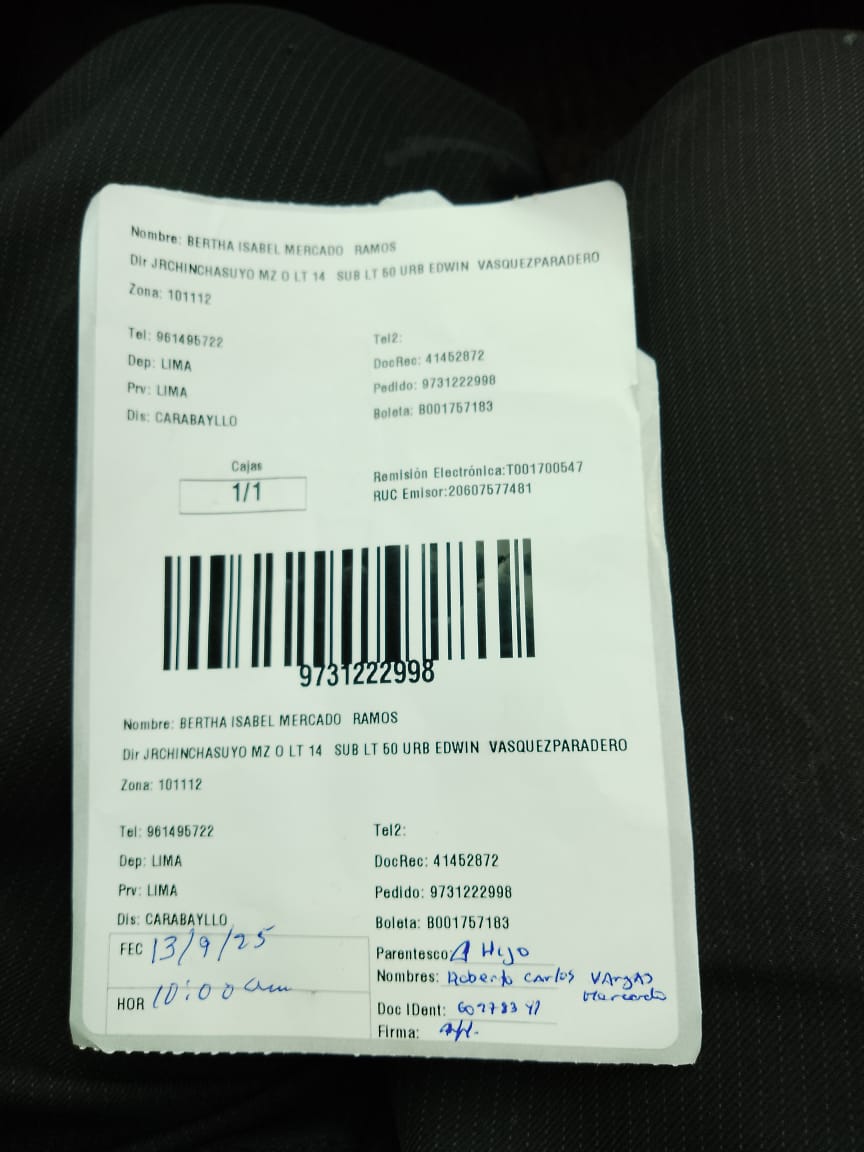 Nombre: BERTHA ISABEL MERCADO RAMOS
Dir JRCHINCHASUYO MZ O LT 14 SUB LT 50 URB EDWIN VASQUEZPARADERO
Zona: 101112
Tel: 961495722 Tel2:
Dep: LIMA DocRec: 41452872
Prv: LIMA Pedido: 9731222998
Dis: CARABAYLLO Boleta: B001757183
Cajas
1/1
Remisión Electrónica:T001700547
RUC Emisor:20607577481
9731222998
Nombre: BERTHA ISABEL MERCADO RAMOS
Dir JRCHINCHASUYO MZ O LT 14 SUB LT 50 URB EDWIN VASQUEZPARADERO
Zona: 101112
Tel: 961495722 Tel2:
Dep: LIMA DocRec: 41452872
Prv: LIMA Pedido: 9731222998
Dis: CARABAYLLO Boleta: B001757183
FEC 13/9/25 Parentesco: Hijo
Nombres: Roberto Carlos Vargas
Mercado
HOR 10:00 am Doc IDent:
Firma: